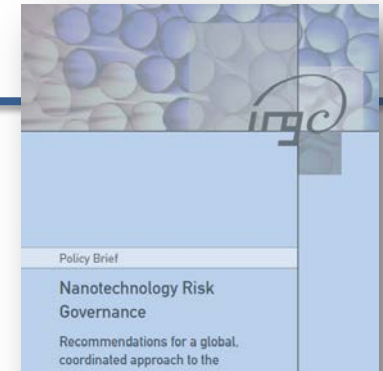 irgc
Policy Brief
Nanotechnology Risk
Governance
Recommendations for a global,
coordinated approach to the